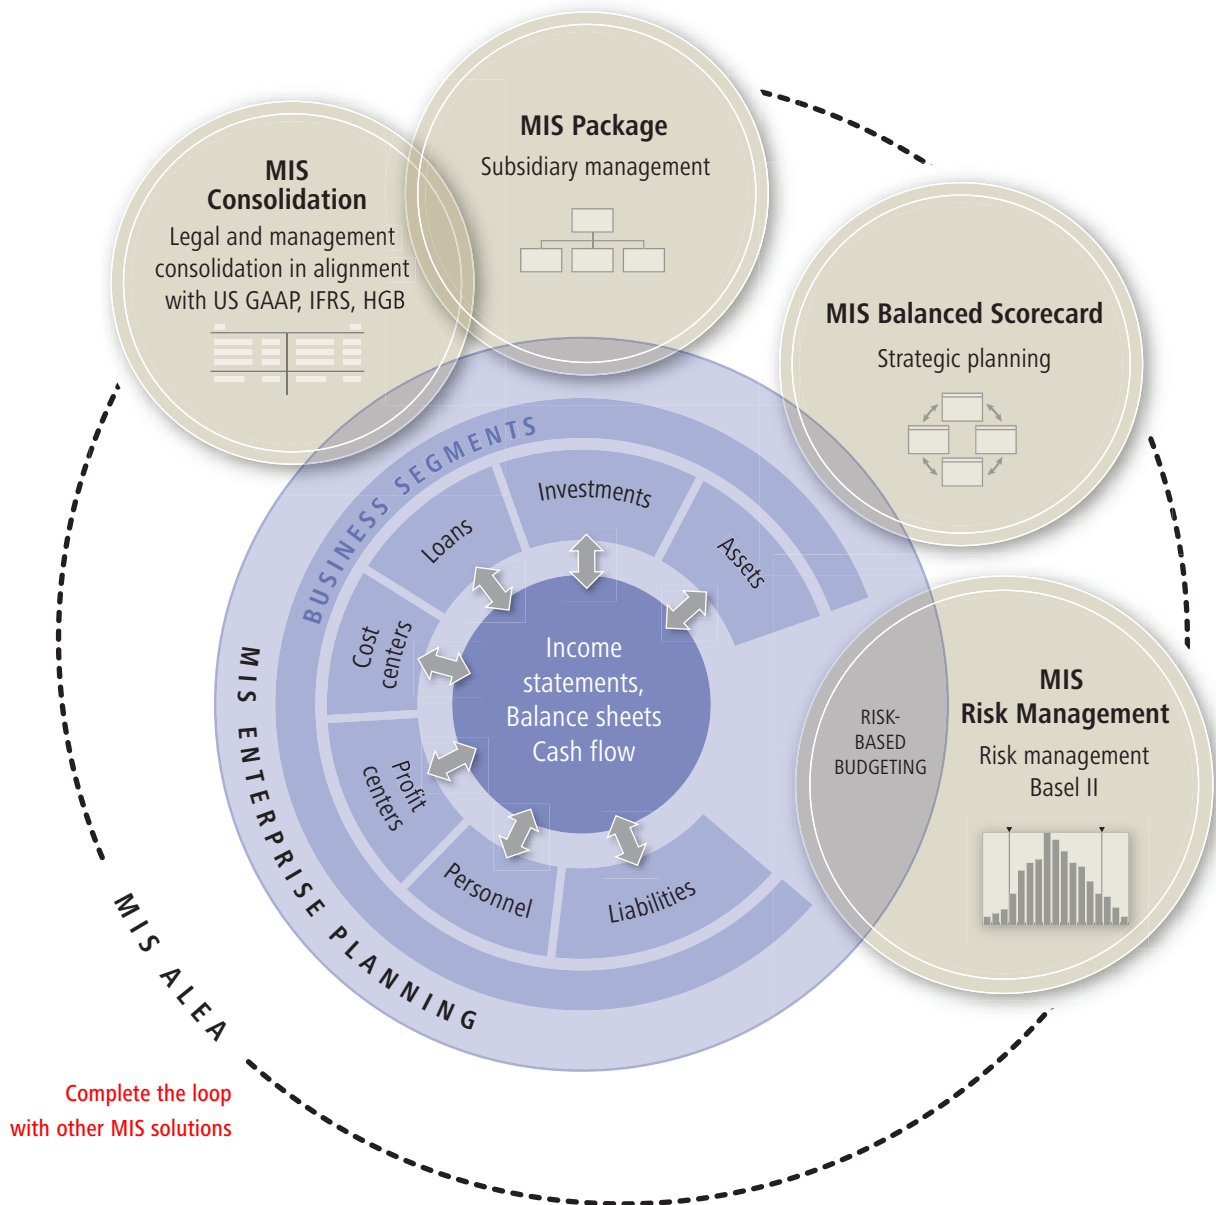 MIS Package
Subsidiary management
MIS
Consolidation
Legal and management
consolidation in alignment
with US GAAP, IFRS, HGB
MIS Balanced Scorecard
Strategic planning
BUSINESS SEGMENTS
Investments
Loans
Assets
Cost
centers
Income
statements,
Balance sheets
Cash flow
MIS
Risk Management
Risk management
Basel II
RISK-
BASED
BUDGETING
Profit
centers
Personnel
Liabilities
MIS ENTERPRISE PLANNING
MIS ALEA
Complete the loop
with other MIS solutions